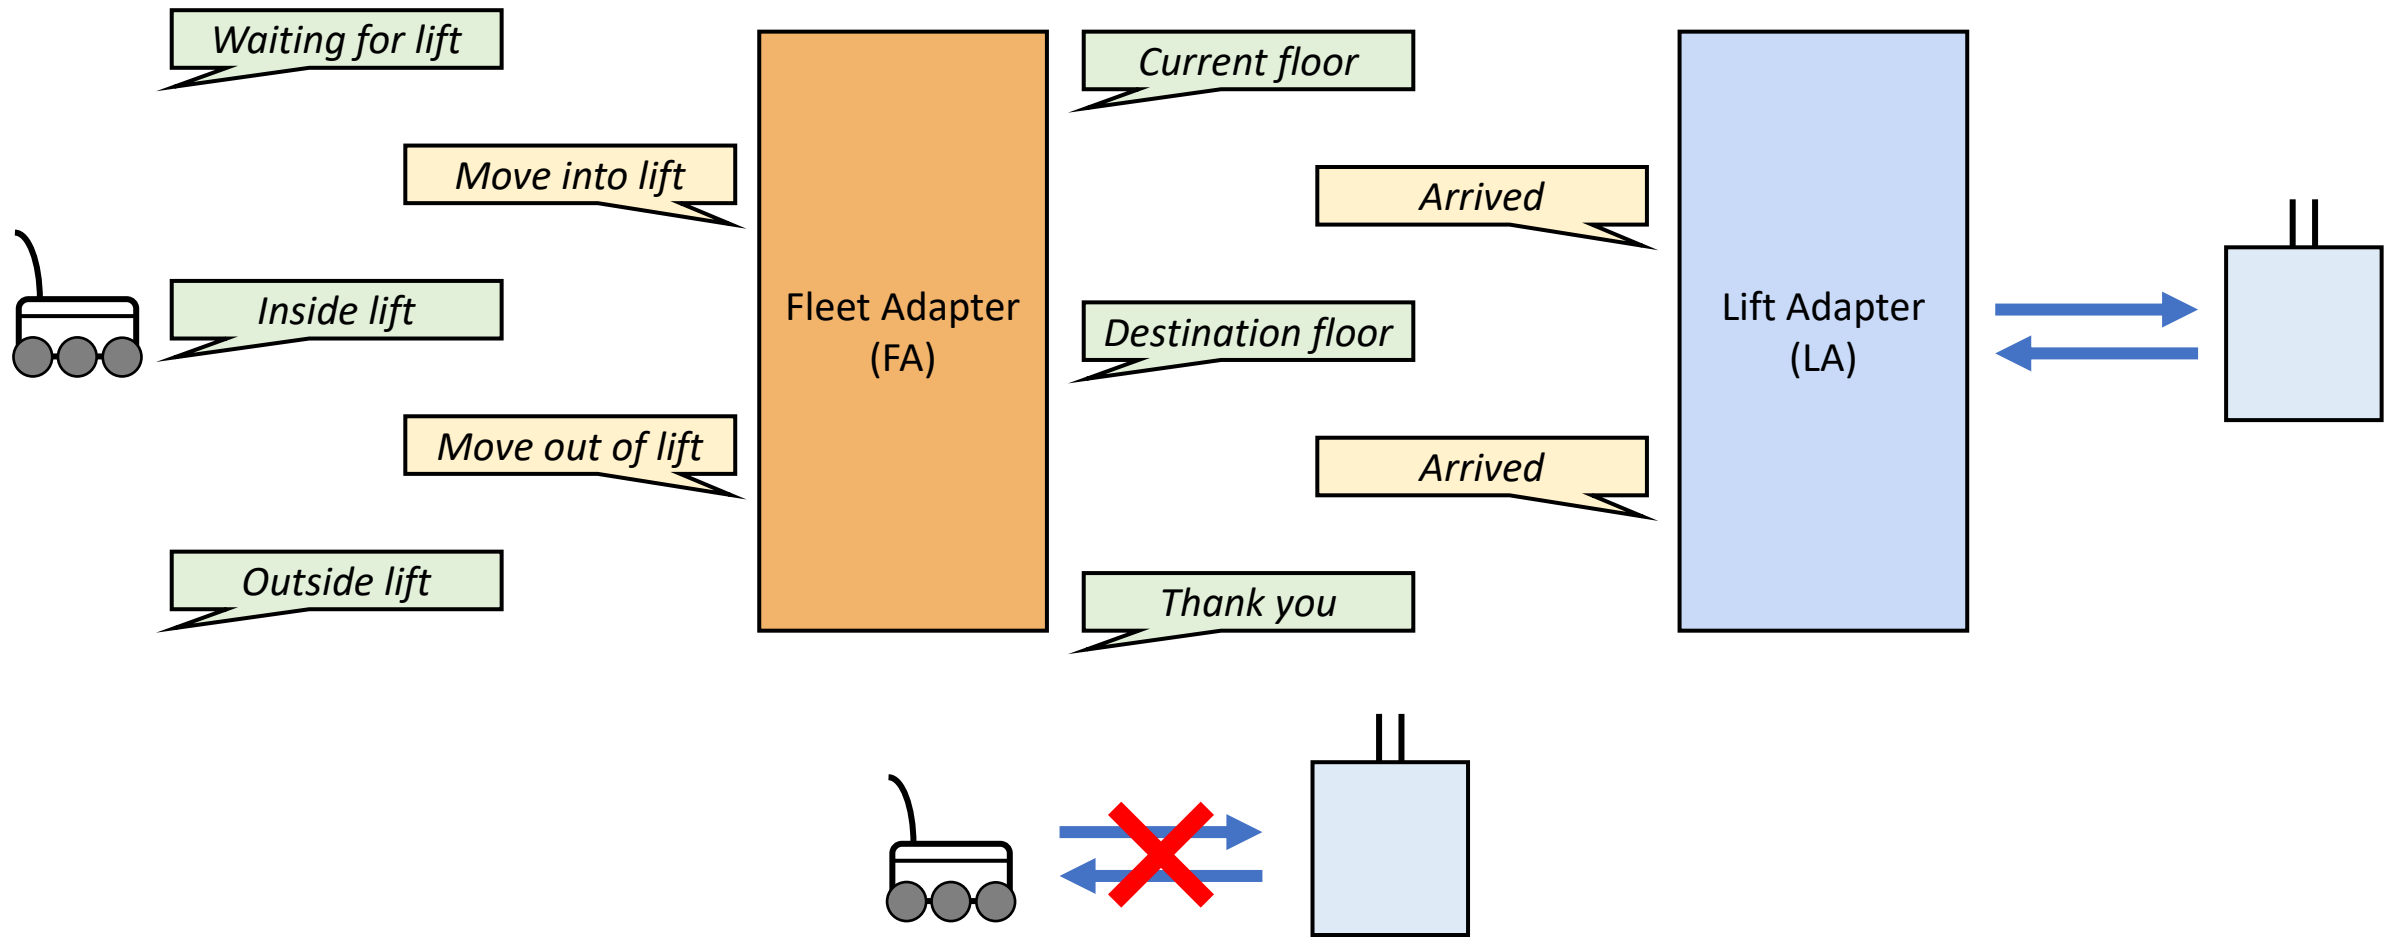 Waiting for lift
Current floor
Move into lift
Arrived
Inside lift
Fleet Adapter
(FA)
Destination floor
Lift Adapter
(LA)
Move out of lift
Arrived
Outside lift
Thank you